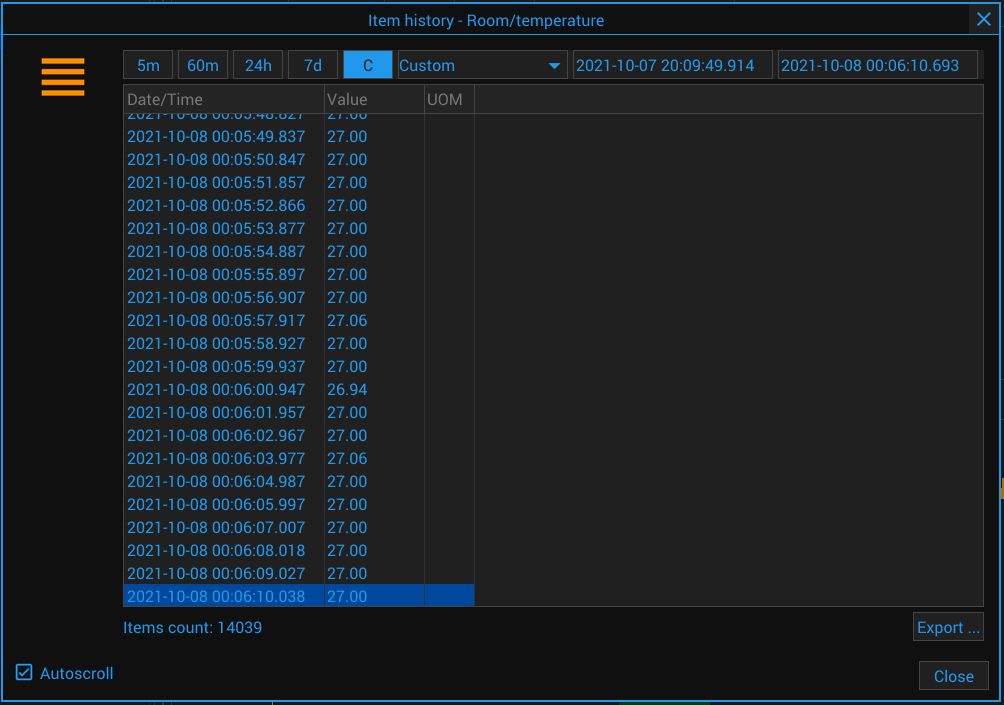 Item history - Room/temperature
5m 60m 24h 7d C Custom 2021-10-07 20:09:49.914 2021-10-08 00:06:10.693
Date/Time Value UOM
2021-10-08 00:05:48.827 27.00
2021-10-08 00:05:49.837 27.00
2021-10-08 00:05:50.847 27.00
2021-10-08 00:05:51.857 27.00
2021-10-08 00:05:52.866 27.00
2021-10-08 00:05:53.877 27.00
2021-10-08 00:05:54.887 27.00
2021-10-08 00:05:55.897 27.00
2021-10-08 00:05:56.907 27.00
2021-10-08 00:05:57.917 27.06
2021-10-08 00:05:58.927 27.00
2021-10-08 00:05:59.937 27.00
2021-10-08 00:06:00.947 26.94
2021-10-08 00:06:01.957 27.00
2021-10-08 00:06:02.967 27.00
2021-10-08 00:06:03.977 27.06
2021-10-08 00:06:04.987 27.00
2021-10-08 00:06:05.997 27.00
2021-10-08 00:06:07.007 27.00
2021-10-08 00:06:08.018 27.00
2021-10-08 00:06:09.027 27.00
2021-10-08 00:06:10.038 27.00
Items count: 14039
Export ...
Autoscroll
Close